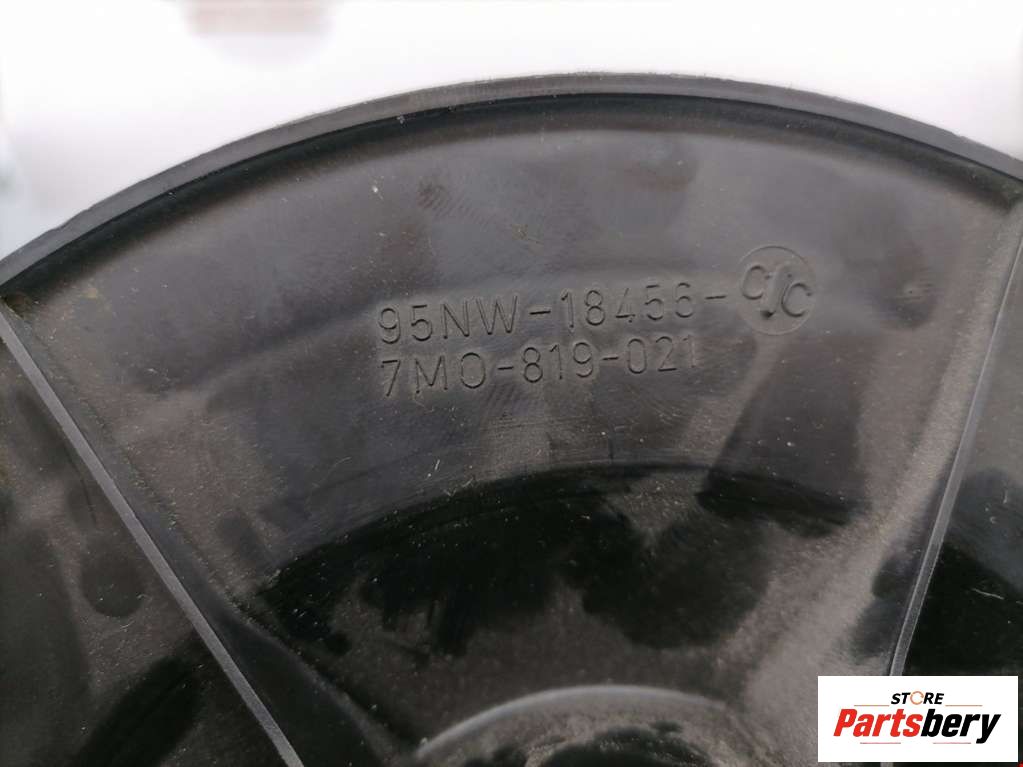 95NW-18456-
7M0-819-021
STORE
Partsbery